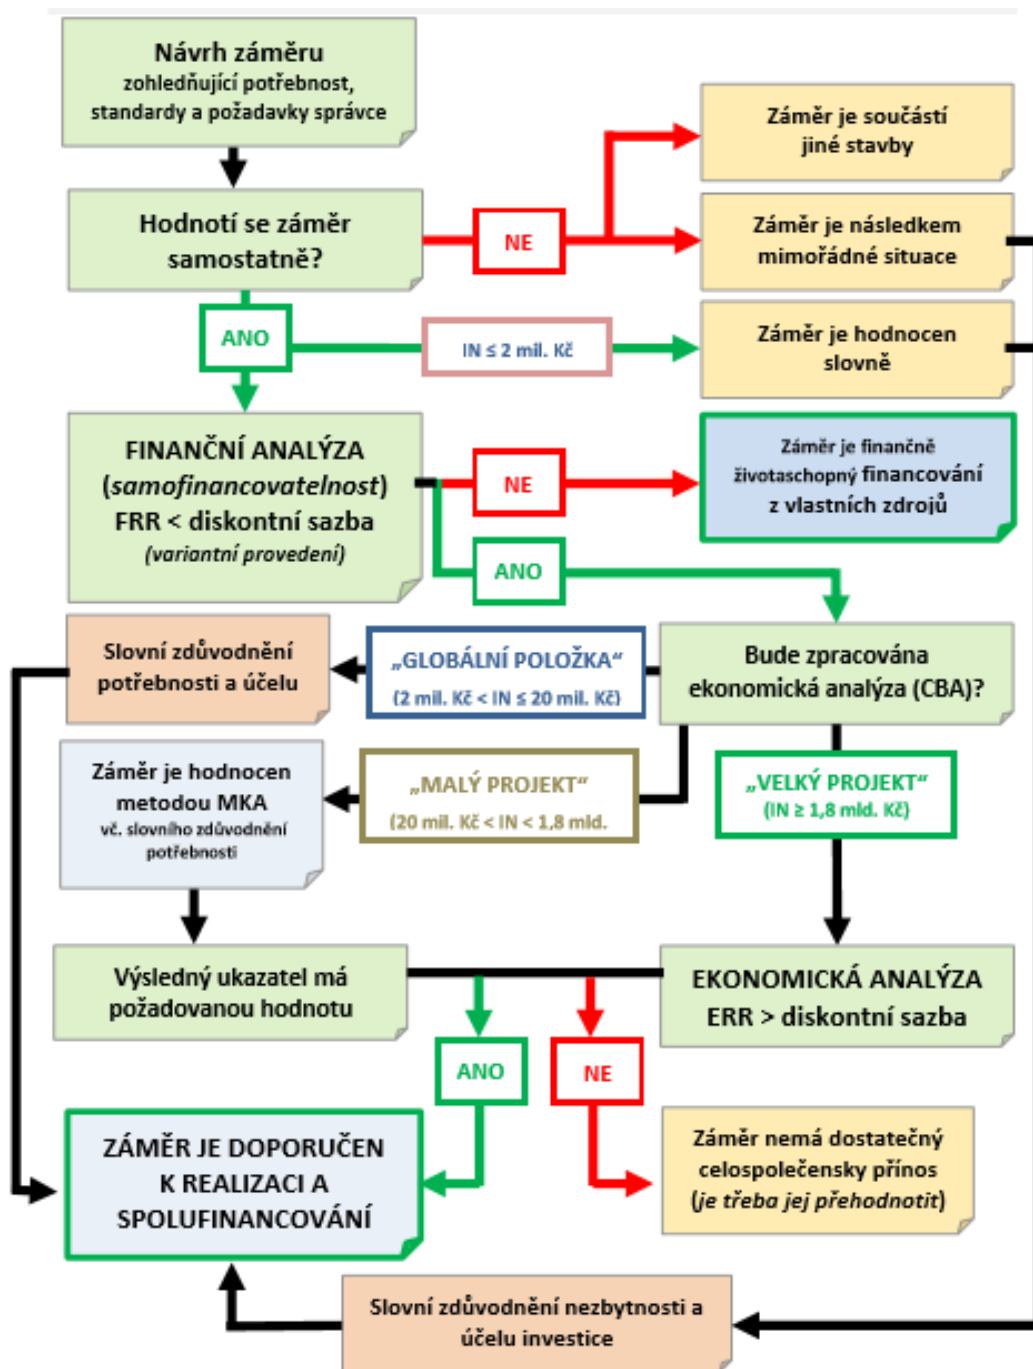 Návrh záměru
zohledňující potřebnost,
standardy a požadavky správce
Záměr je součástí
jiné stavby
Hodnotí se záměr
samostatně?
NE
Záměr je následkem
mimořádné situace
ANO
IN ≤ 2 mil. Kč
Záměr je hodnocen
slovně
FINANČNÍ ANALÝZA
(samofinancovatelnost)
FRR < diskontní sazba
(variantní provedení)
NE
Záměr je finančně
životaschopný financování
z vlastních zdrojů
ANO
Slovní zdůvodnění
potřebnosti a účelu
„GLOBÁLNÍ POLOŽKA“
(2 mil. Kč < IN ≤ 20 mil. Kč)
Bude zpracována
ekonomická analýza (CBA)?
Záměr je hodnocen
metodou MKA
vč. slovního zdůvodnění
potřebnosti
„MALÝ PROJEKT“
(20 mil. Kč < IN < 1,8 mld.
„VELKÝ PROJEKT“
(IN ≥ 1,8 mld. Kč)
Výsledný ukazatel má
požadovanou hodnotu
EKONOMICKÁ ANALÝZA
ERR > diskontní sazba
ANO
NE
ZÁMĚR JE DOPORUČEN
K REALIZACI A
SPOLUFINANCOVÁNÍ
Záměr nemá dostatečný
celospolečensky přínos
(je třeba jej přehodnotit)
Slovní zdůvodnění nezbytnosti a
účelu investice